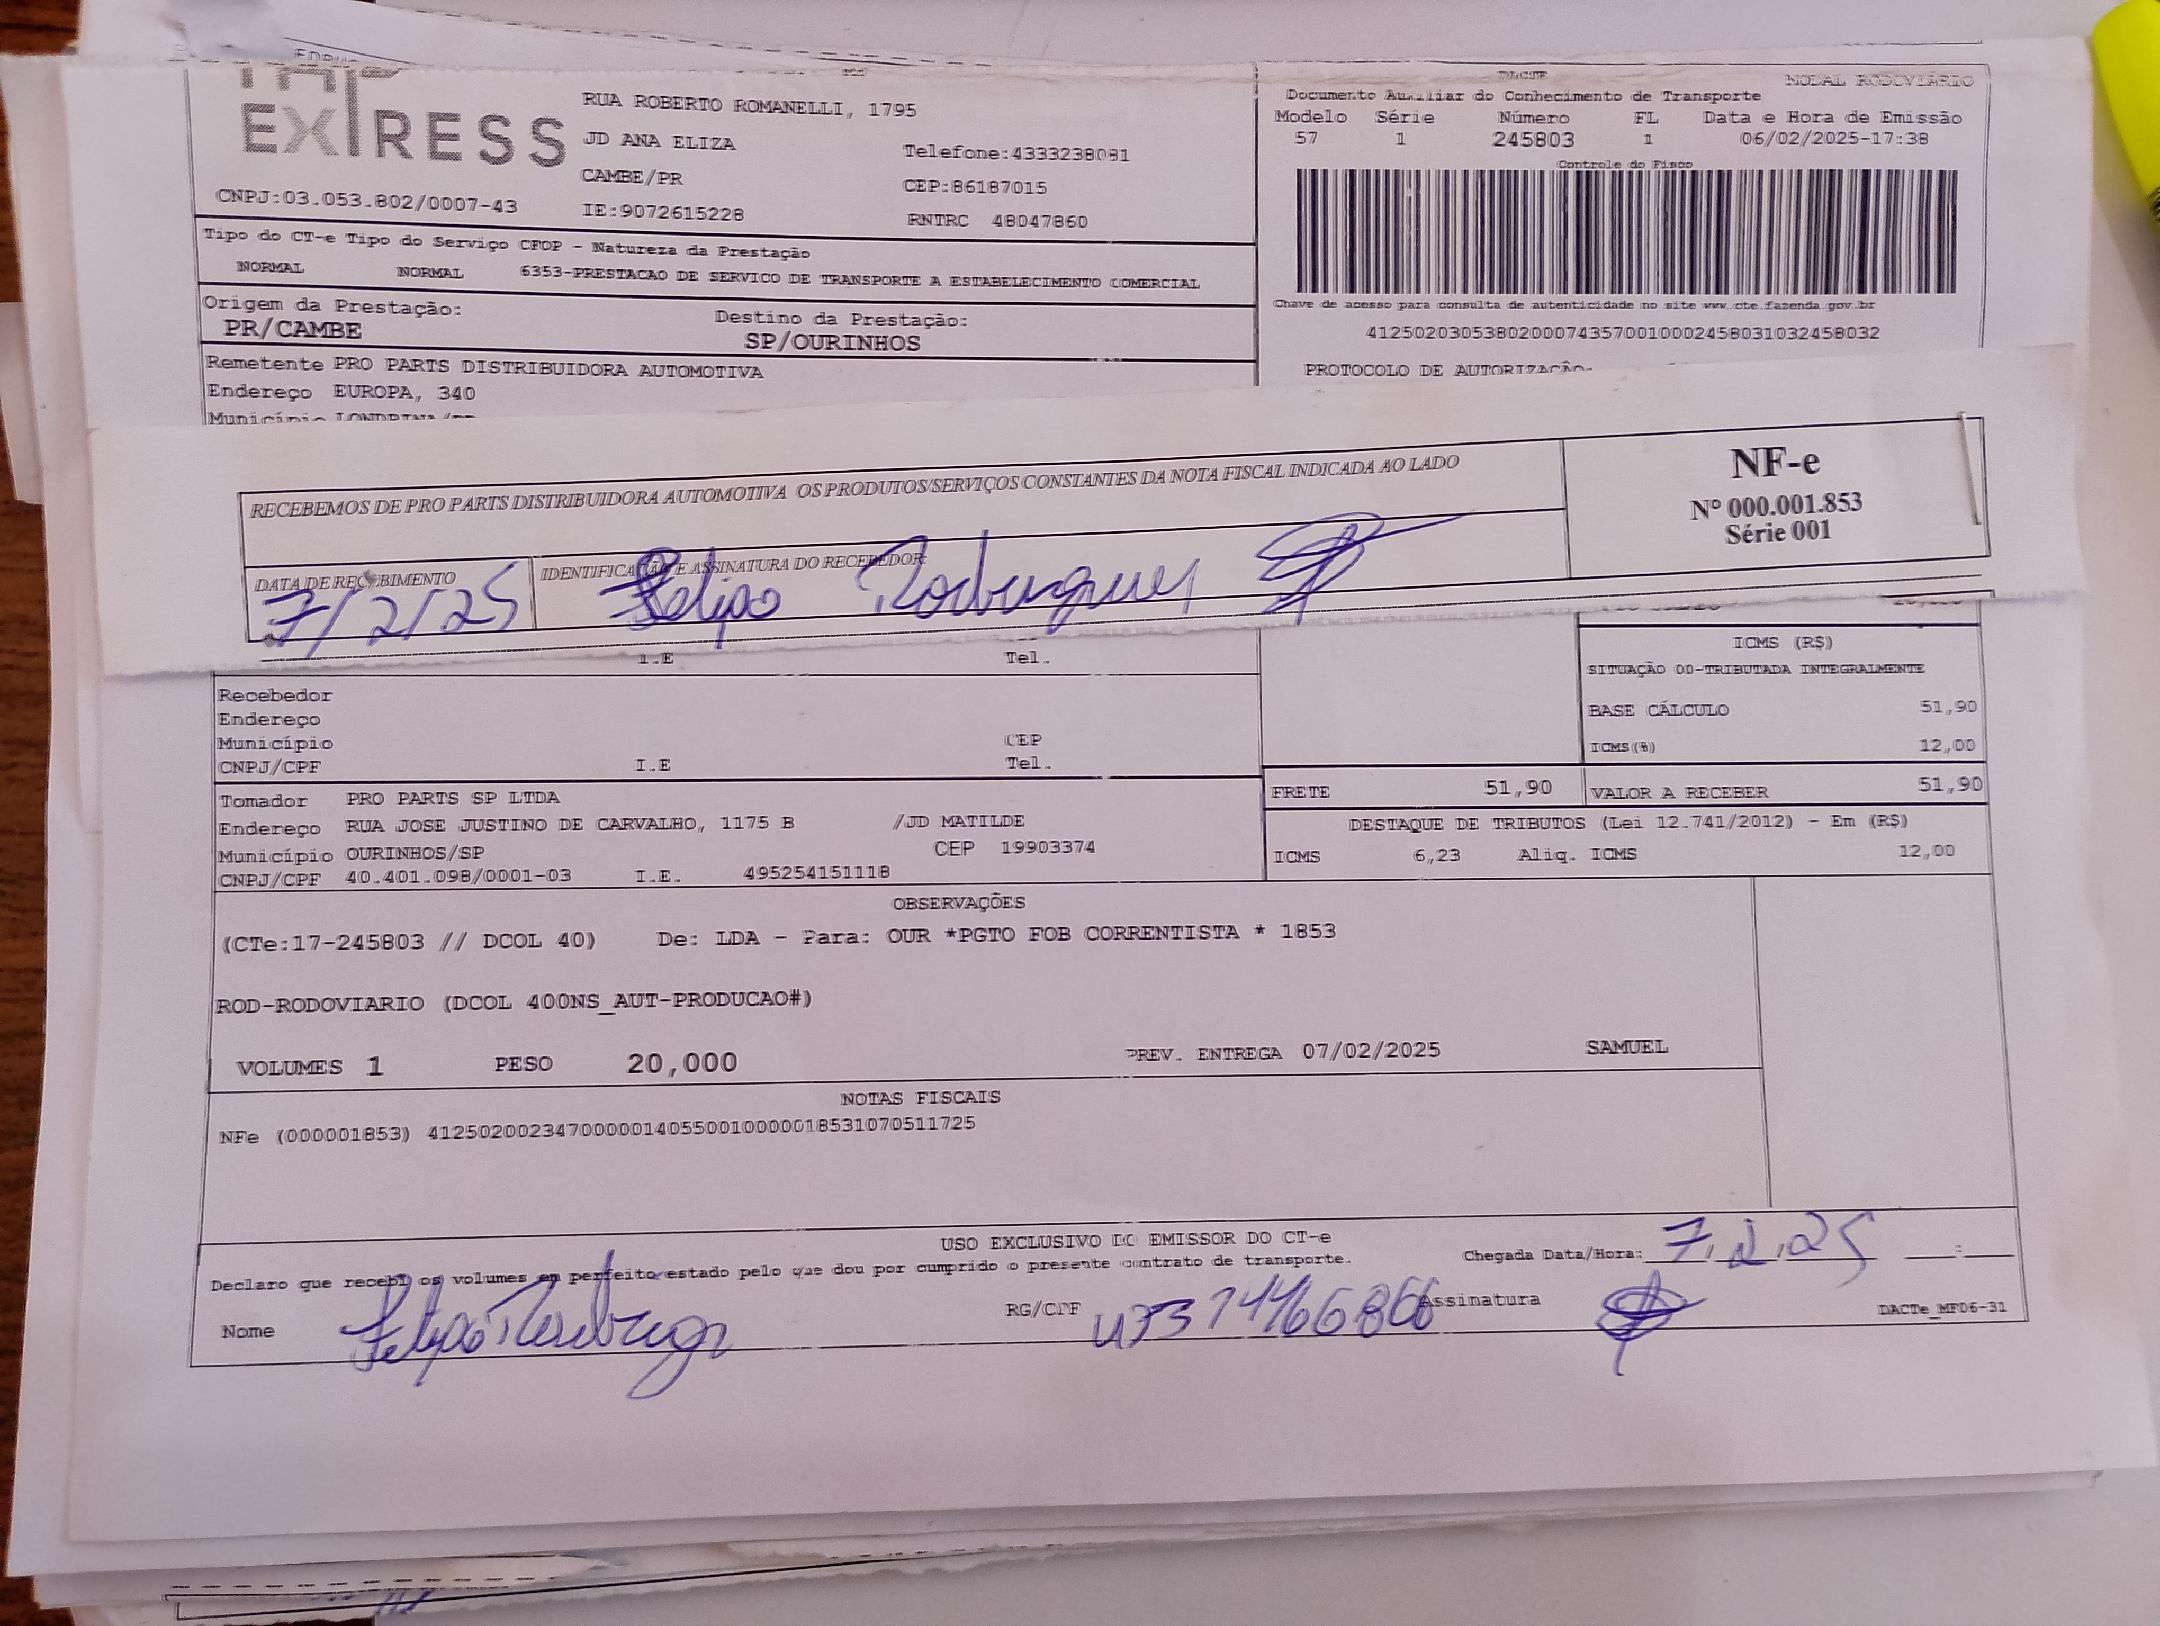 EXPRESS
RUA ROBERTO ROMANELLI, 1795
JD ANA ELIZA
Telefone:4333238081
CAMBE/PR
CEP:86187015
CNPJ:03.053.802/0007-43
IE:9072615228
RNTRC 48047860
DACTE
MODAL RODOVIÁRIO
Documento Auxiliar do Conhecimento de Transporte
Modelo Série Número FL Data e Hora de Emissão
57 1 245803 1 06/02/2025-17:38
Controle do Fisco
Chave de acesso para consulta de autenticidade no site www.cte.fazenda.gov.br
41250203053802000743570010002458031032458032
PROTOCOLO DE AUTORIZAÇÃO:
Tipo do CT-e Tipo do Serviço CFOP - Natureza da Prestação
NORMAL NORMAL 6353-PRESTACAO DE SERVICO DE TRANSPORTE A ESTABELECIMENTO COMERCIAL
Origem da Prestação: Destino da Prestação:
PR/CAMBE SP/OURINHOS
Remetente PRO PARTS DISTRIBUIDORA AUTOMOTIVA
Endereço EUROPA, 340
Município
RECEBEMOS DE PRO PARTS DISTRIBUIDORA AUTOMOTIVA OS PRODUTOS/SERVIÇOS CONSTANTES DA NOTA FISCAL INDICADA AO LADO
NF-e
Nº 000.001.853
Série 001
DATA DE RECEBIMENTO IDENTIFICAÇÃO E ASSINATURA DO RECEBEDOR
7/2/25 Felipe Rodrigues
I.E Tel.
ICMS (R$)
SITUAÇÃO 00-TRIBUTADA INTEGRALMENTE
BASE CÁLCULO 51,90
ICMS(%) 12,00
Recebedor
Endereço
Município CEP
CNPJ/CPF I.E Tel.
FRETE 51,90 VALOR A RECEBER 51,90
DESTAQUE DE TRIBUTOS (Lei 12.741/2012) - Em (R$)
ICMS 6,23 Aliq. ICMS 12,00
Tomador PRO PARTS SP LTDA
Endereço RUA JOSE JUSTINO DE CARVALHO, 1175 B /JD MATILDE
Município OURINHOS/SP CEP 19903374
CNPJ/CPF 40.401.098/0001-03 I.E. 495254151118
OBSERVAÇÕES
(CTe:17-245803 // DCOL 40) De: LDA - Para: OUR *PGTO FOB CORRENTISTA * 1853
ROD-RODOVIARIO (DCOL 400NS_AUT-PRODUCAO#)
VOLUMES 1 PESO 20,000 PREV. ENTREGA 07/02/2025 SAMUEL
NOTAS FISCAIS
NFe (000001853) 41250200234700000140550010000018531070511725
USO EXCLUSIVO DO EMISSOR DO CT-e
Declaro que recebi os volumes em perfeito estado pelo que dou por cumprido o presente contrato de transporte.
Chegada Data/Hora: 7.2.25 :
Nome Felipe Rodrigues RG/CPF Assinatura
DACTe_MF06-31